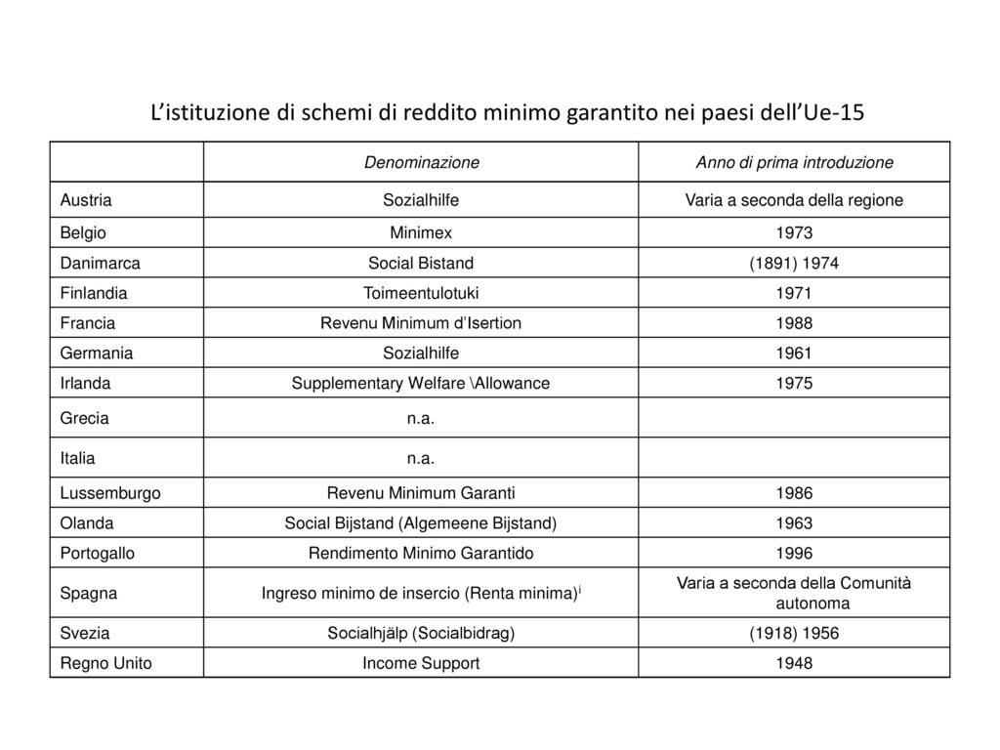 L’istituzione di schemi di reddito minimo garantito nei paesi dell’Ue-15
Denominazione Anno di prima introduzione
Austria Sozialhilfe Varia a seconda della regione
Belgio Minimex 1973
Danimarca Social Bistand (1891) 1974
Finlandia Toimeentulotuki 1971
Francia Revenu Minimum d’Isertion 1988
Germania Sozialhilfe 1961
Irlanda Supplementary Welfare \Allowance 1975
Grecia n.a.
Italia n.a.
Lussemburgo Revenu Minimum Garanti 1986
Olanda Social Bijstand (Algemeene Bijstand) 1963
Portogallo Rendimento Minimo Garantido 1996
Spagna Ingreso minimo de insercio (Renta minima)i Varia a seconda della Comunità
autonoma
Svezia Socialhjälp (Socialbidrag) (1918) 1956
Regno Unito Income Support 1948